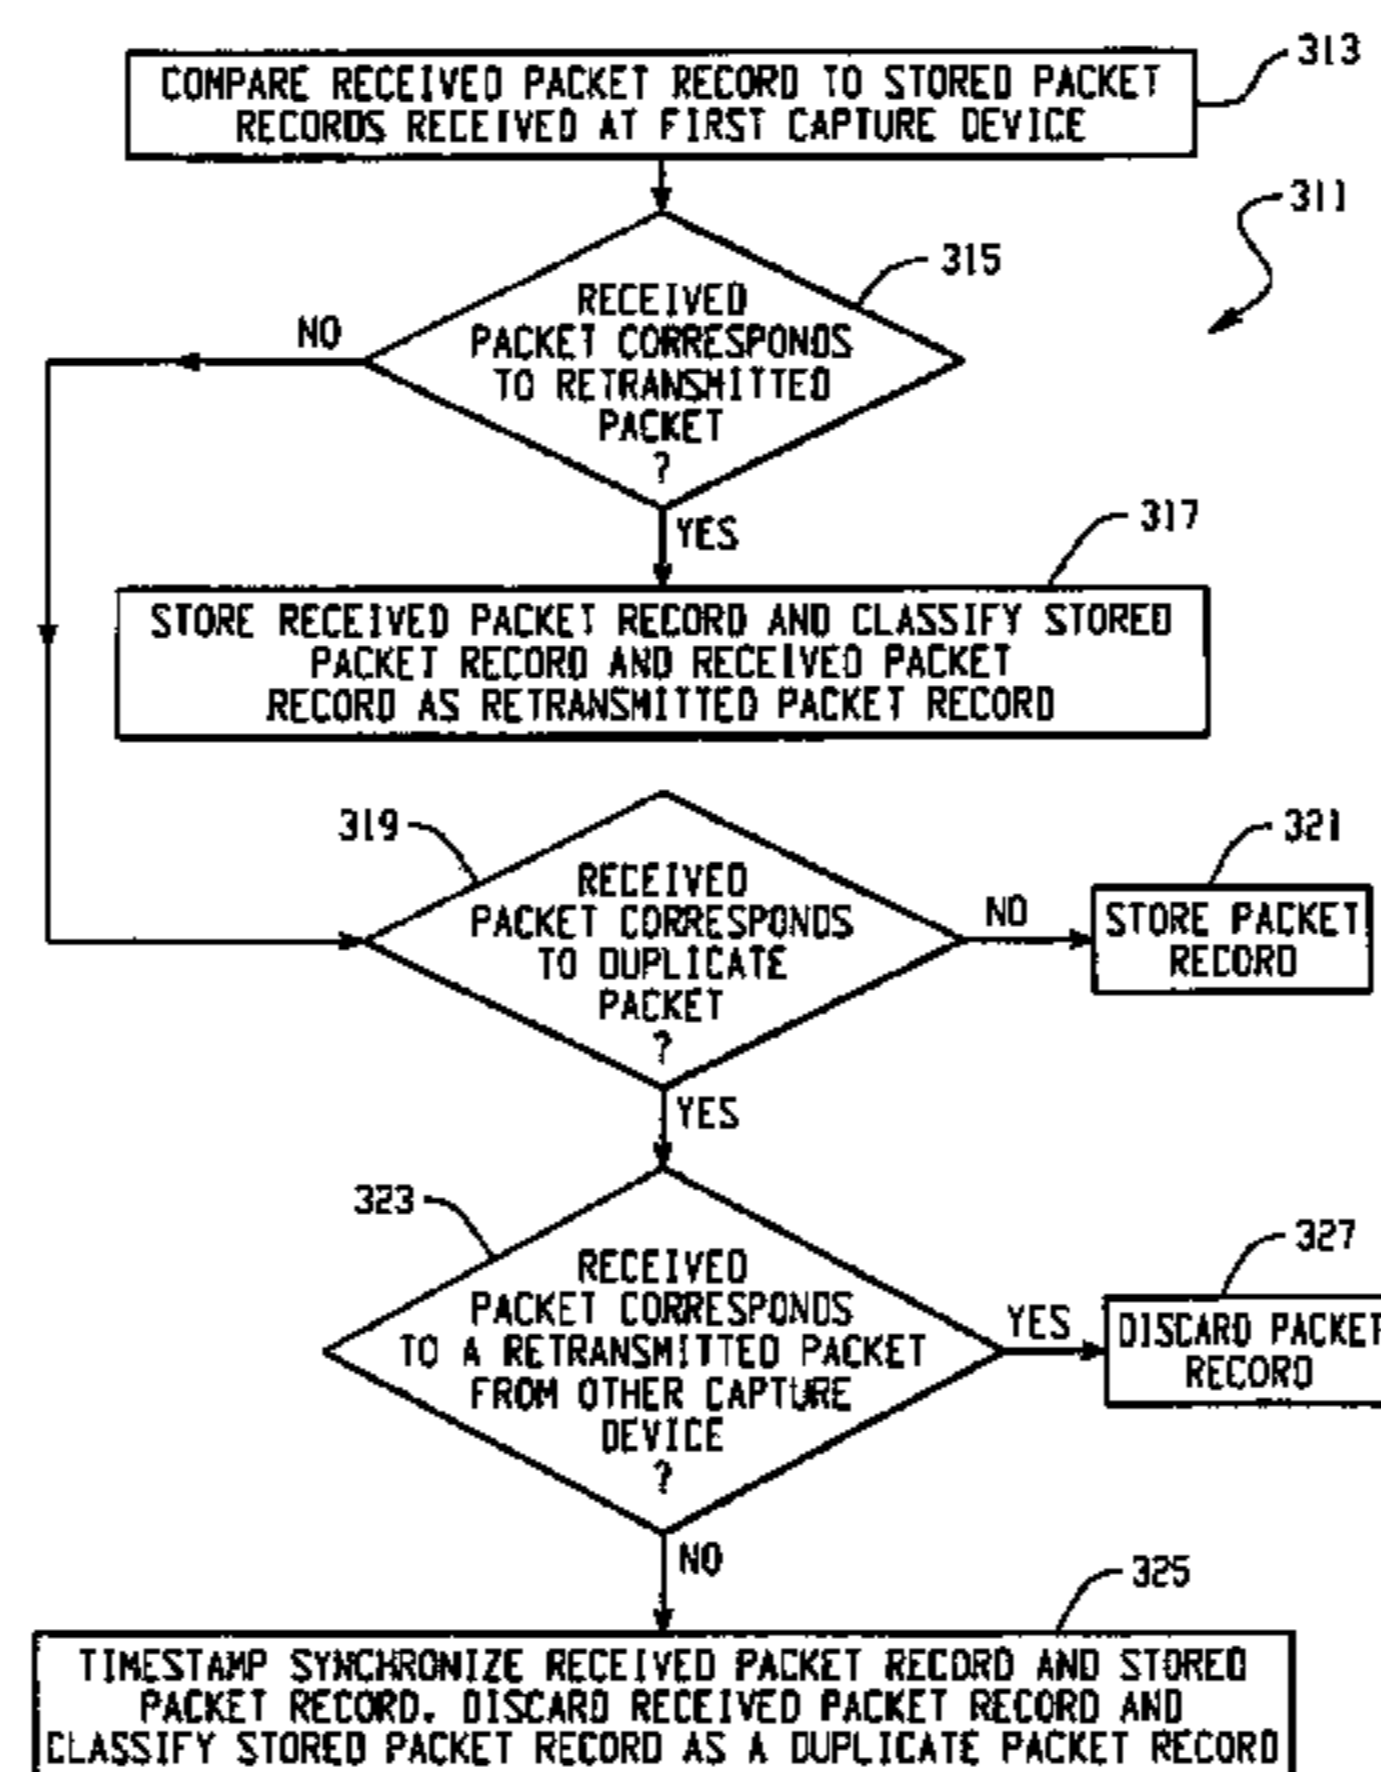 313
COMPARE RECEIVED PACKET RECORD TO STORED PACKET
RECORDS RECEIVED AT FIRST CAPTURE DEVICE
311
315
RECEIVED
PACKET CORRESPONDS
TO RETRANSMITTED
PACKET
?
NO
YES
317
STORE RECEIVED PACKET RECORD AND CLASSIFY STORED
PACKET RECORD AND RECEIVED PACKET
RECORD AS RETRANSMITTED PACKET RECORD
319
RECEIVED
PACKET CORRESPONDS
TO DUPLICATE
PACKET
?
NO
321
STORE PACKET
RECORD
YES
323
RECEIVED
PACKET CORRESPONDS
TO A RETRANSMITTED PACKET
FROM OTHER CAPTURE
DEVICE
?
YES
327
DISCARD PACKET
RECORD
NO
325
TIMESTAMP SYNCHRONIZE RECEIVED PACKET RECORD AND STORED
PACKET RECORD. DISCARD RECEIVED PACKET RECORD AND
CLASSIFY STORED PACKET RECORD AS A DUPLICATE PACKET RECORD